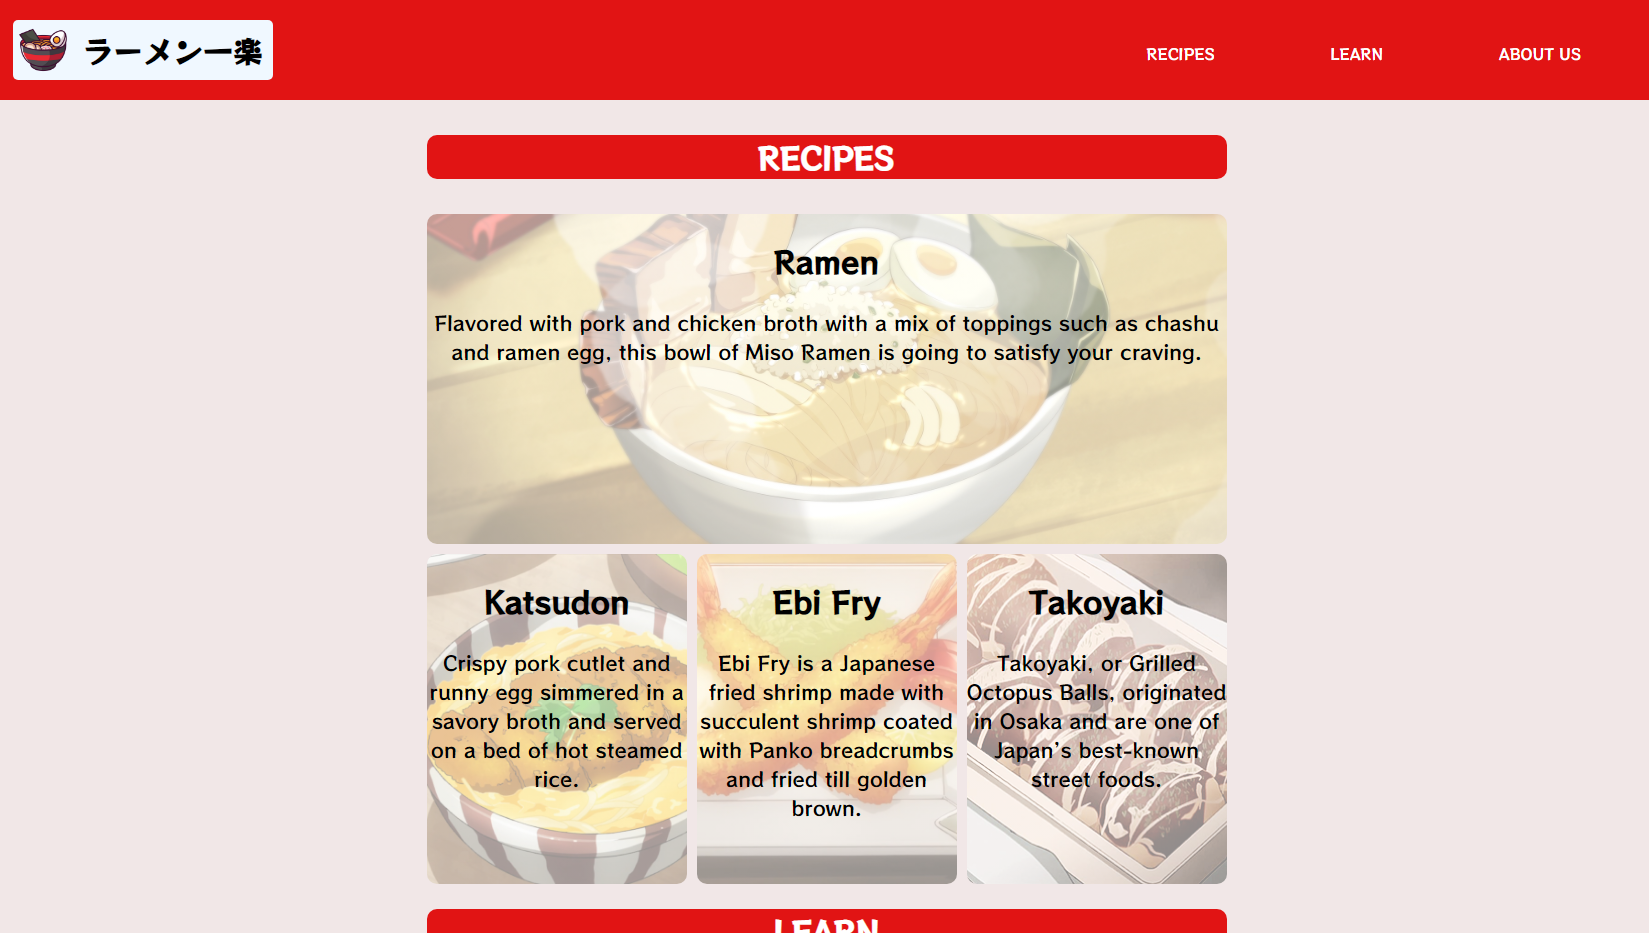 ラーメン一楽
RECIPES
LEARN
ABOUT US
RECIPES
Ramen
Flavored with pork and chicken broth with a mix of toppings such as chashu
and ramen egg, this bowl of Miso Ramen is going to satisfy your craving.
Katsudon
Crispy pork cutlet and
runny egg simmered in a
savory broth and served
on a bed of hot steamed
rice.
Ebi Fry
Ebi Fry is a Japanese
fried shrimp made with
succulent shrimp coated
with Panko breadcrumbs
and fried till golden
brown.
Takoyaki
Takoyaki, or Grilled
Octopus Balls, originated
in Osaka and are one of
Japan's best-known
street foods.
LEARN